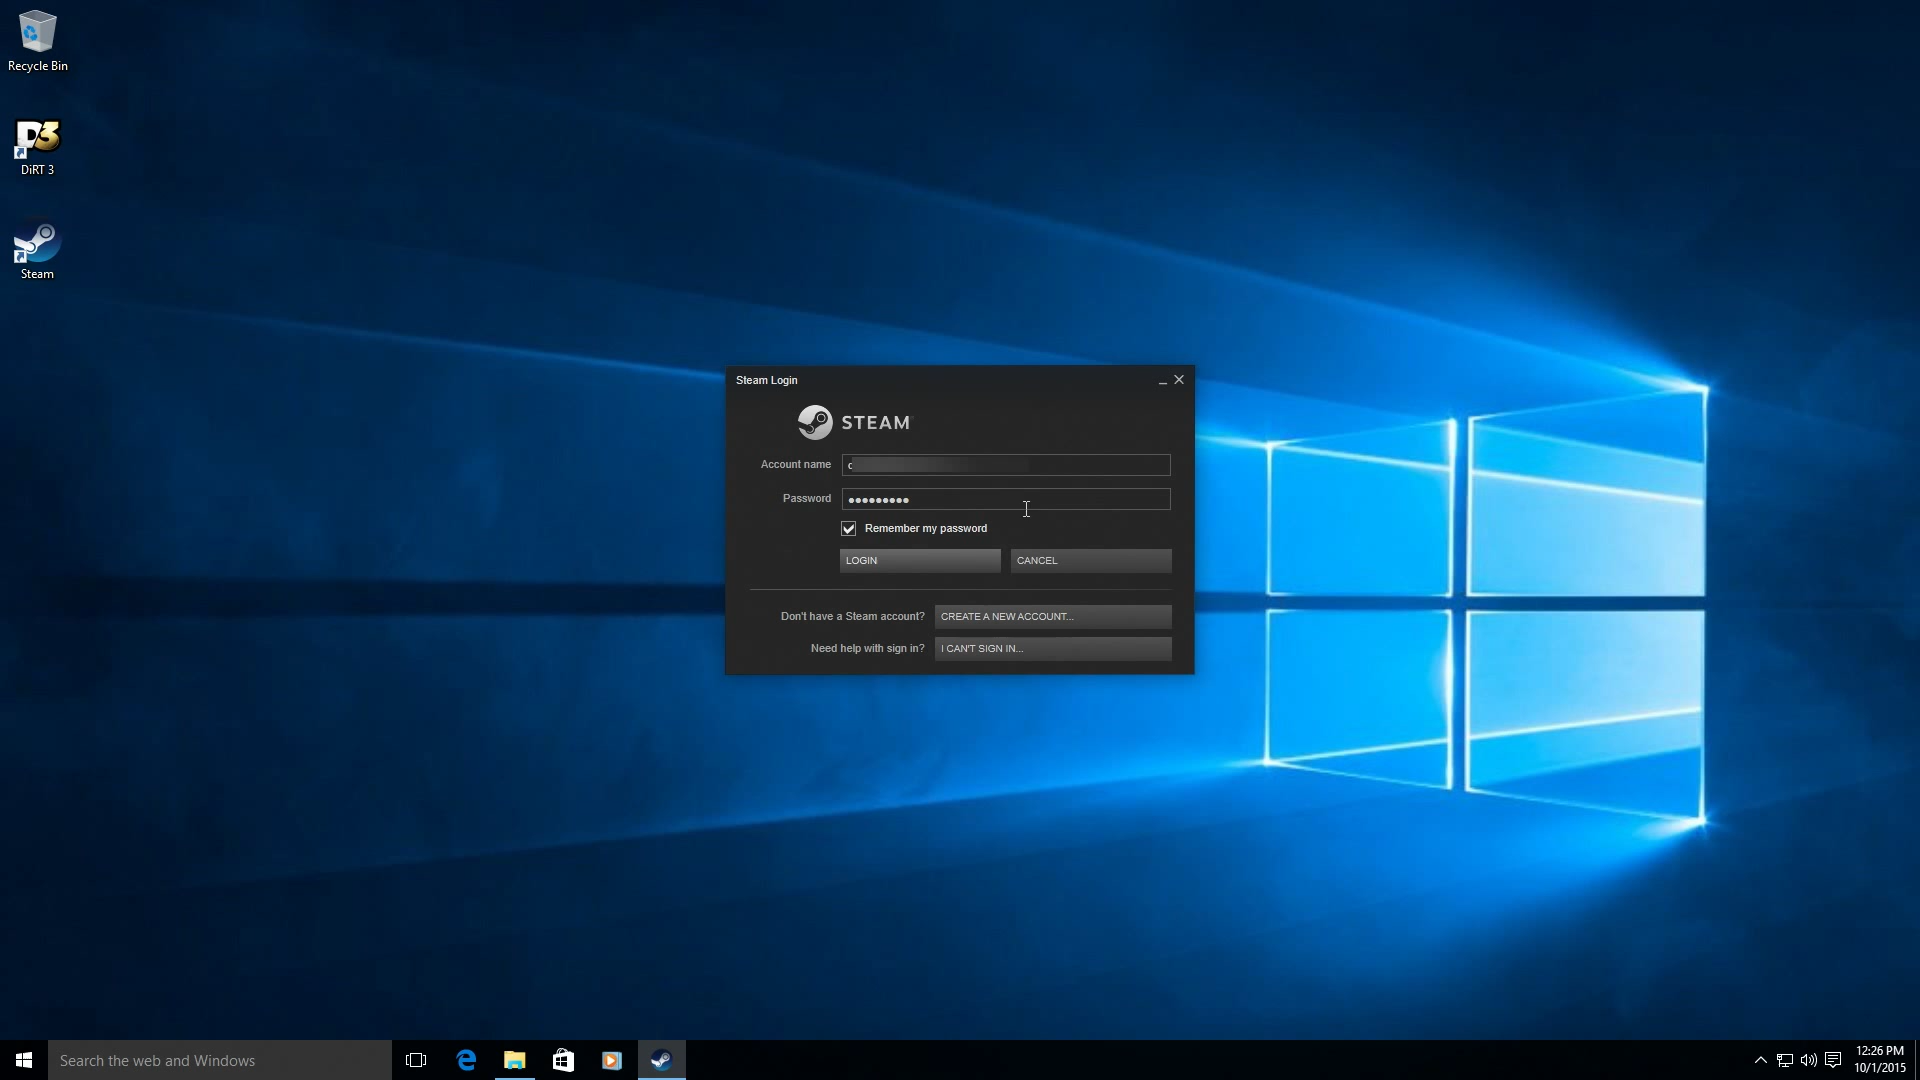 Recycle Bin
D3
DiRT 3
Steam
Steam Login
STEAM
Account name
Password
Remember my password
LOGIN
CANCEL
Don't have a Steam account?
CREATE A NEW ACCOUNT...
Need help with sign in?
I CAN'T SIGN IN...
Search the web and Windows
12:26 PM
10/1/2015